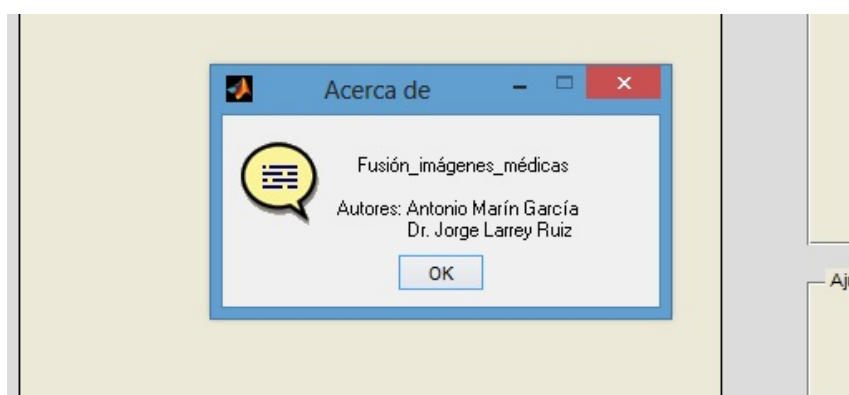 Acerca de
Fusión_imágenes_médicas
Autores: Antonio Marín García
Dr. Jorge Larrey Ruiz
OK